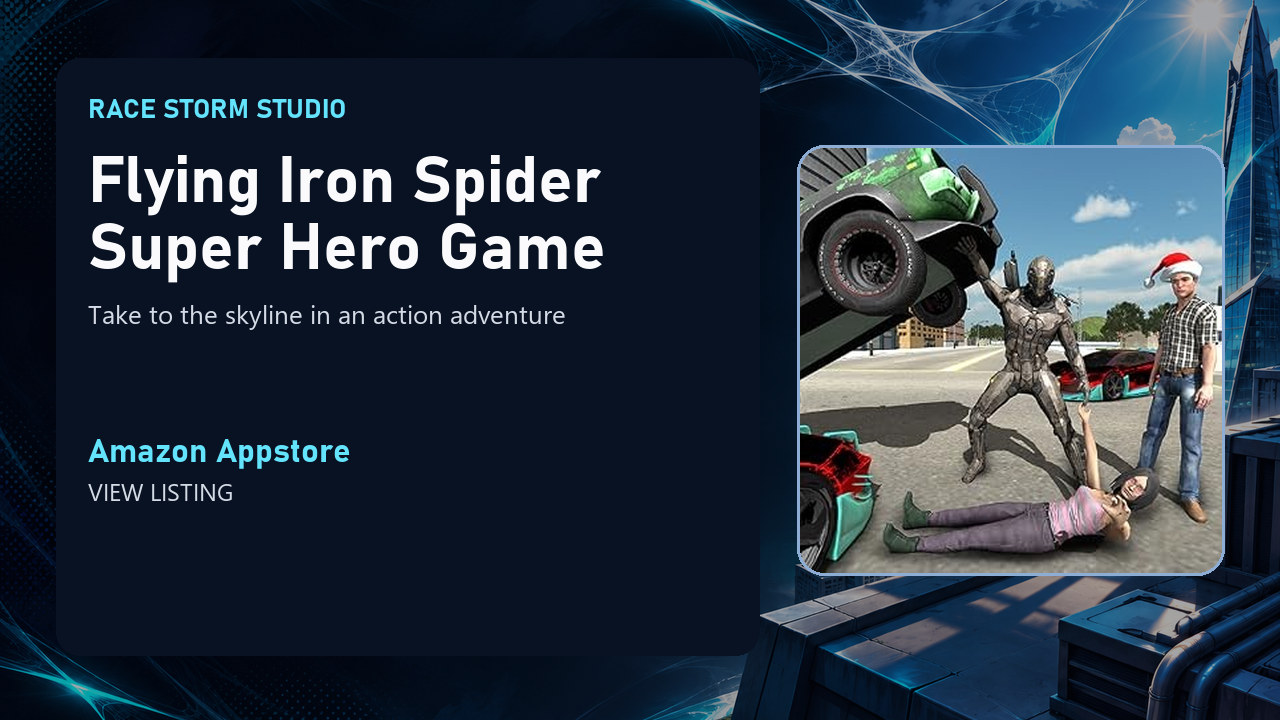 RACE STORM STUDIO
Flying Iron Spider
Super Hero Game
Take to the skyline in an action adventure
Amazon Appstore
VIEW LISTING